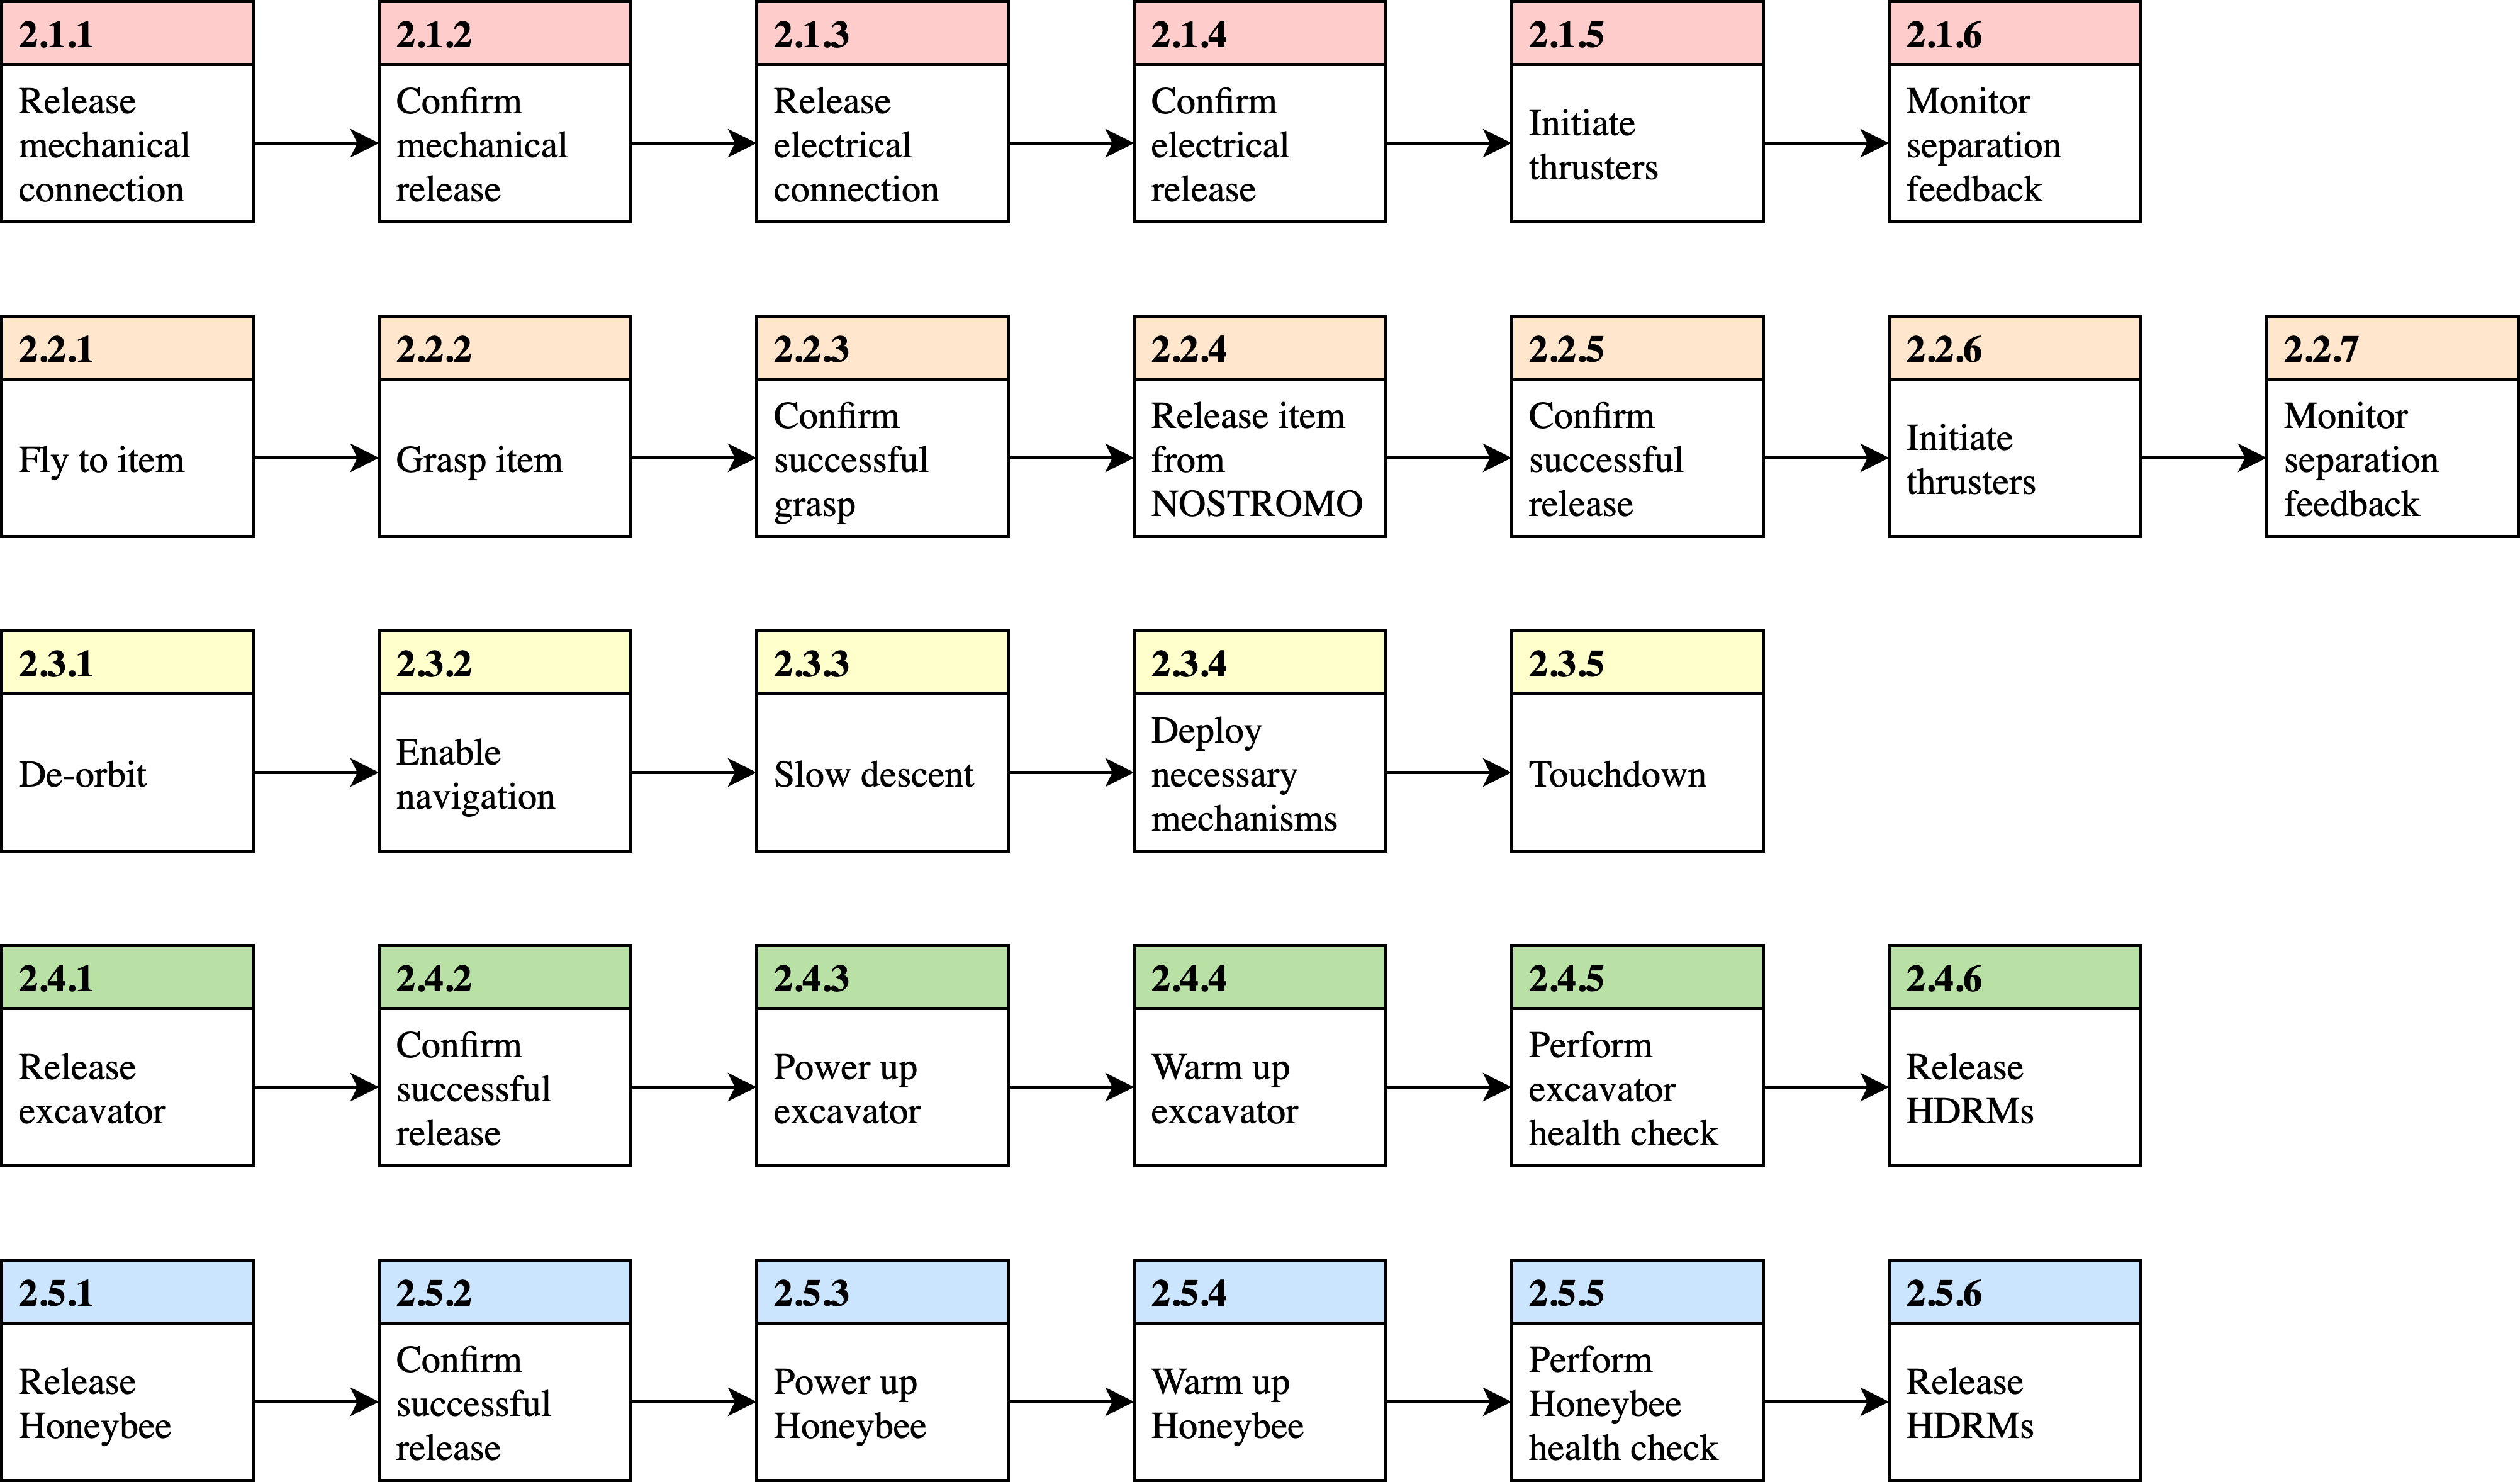 2.1.1
Release
mechanical
connection
2.1.2
Confirm
mechanical
release
2.1.3
Release
electrical
connection
2.1.4
Confirm
electrical
release
2.1.5
Initiate
thrusters
2.1.6
Monitor
separation
feedback
2.2.1
Fly to item
2.2.2
Grasp item
2.2.3
Confirm
successful
grasp
2.2.4
Release item
from
NOSTROMO
2.2.5
Confirm
successful
release
2.2.6
Initiate
thrusters
2.2.7
Monitor
separation
feedback
2.3.1
De-orbit
2.3.2
Enable
navigation
2.3.3
Slow descent
2.3.4
Deploy
necessary
mechanisms
2.3.5
Touchdown
2.4.1
Release
excavator
2.4.2
Confirm
successful
release
2.4.3
Power up
excavator
2.4.4
Warm up
excavator
2.4.5
Perform
excavator
health check
2.4.6
Release
HDRMs
2.5.1
Release
Honeybee
2.5.2
Confirm
successful
release
2.5.3
Power up
Honeybee
2.5.4
Warm up
Honeybee
2.5.5
Perform
Honeybee
health check
2.5.6
Release
HDRMs